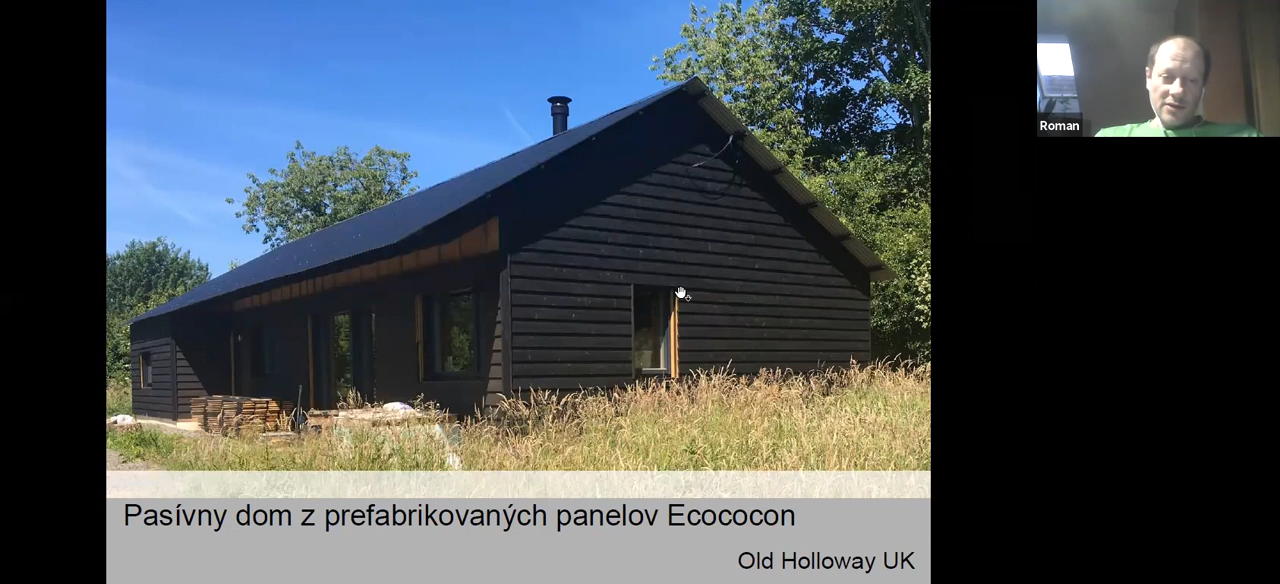 Roman
Pasívny dom z prefabrikovaných panelov Ecococon
Old Holloway UK